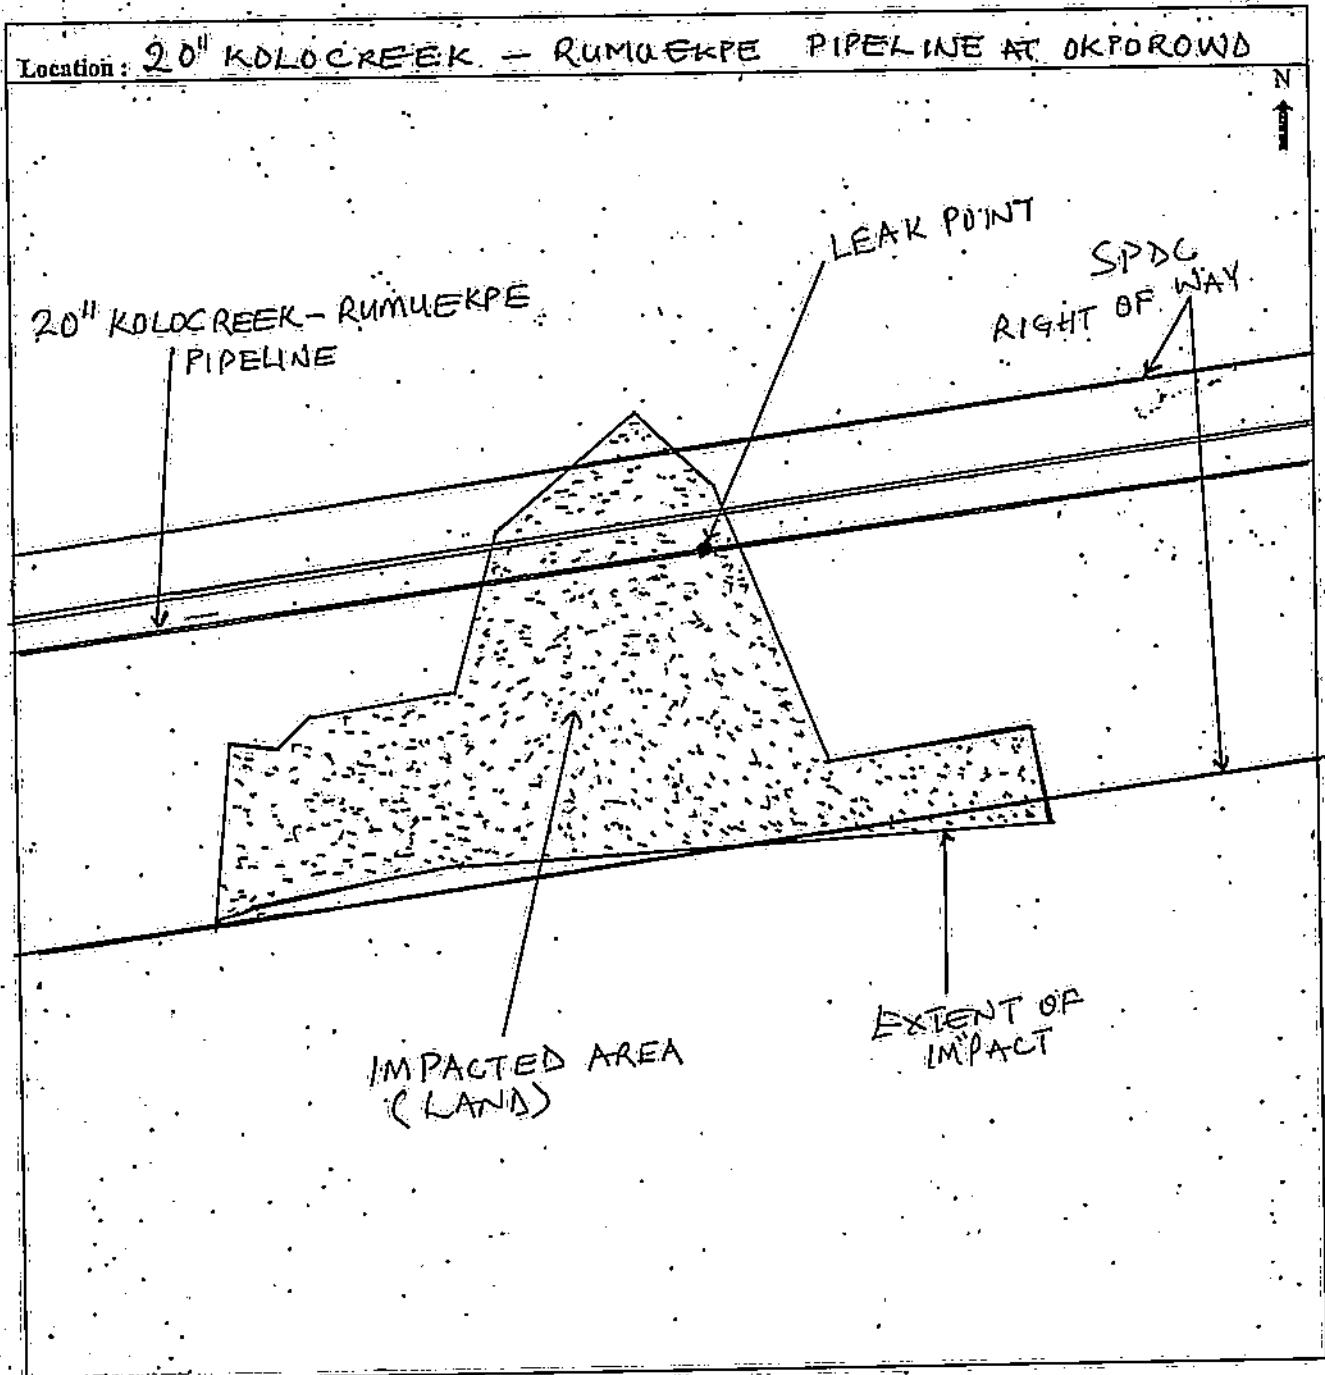 Location: 20" KOLOCREEK - RUMUEKPE PIPELINE AT OKPOROWO
N
LEAK POINT
SPDC
RIGHT OF WAY
20" KOLOCREEK - RUMUEKPE
PIPELINE
EXTENT OF
IMPACT
IMPACTED AREA
(LAND)